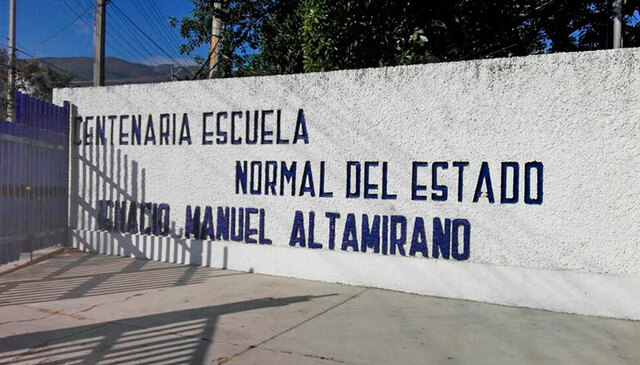 CENTENARIA ESCUELA
NORMAL DEL ESTADO
IGNACIO MANUEL ALTAMIRANO